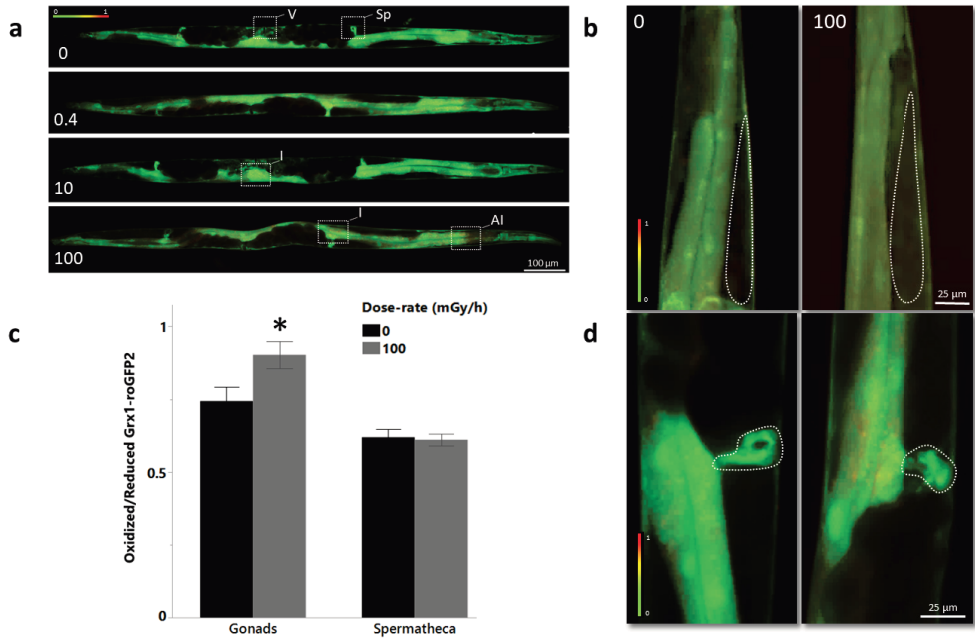 a
0
1
V
Sp
0
0.4
I
10
I
AI
100
100 µm
b
0
100
1
0
25 µm
c
Dose-rate (mGy/h)
0
100
*
1
0.5
0
Oxidized/Reduced Grx1-roGFP2
Gonads
Spermatheca
d
1
0
25 µm